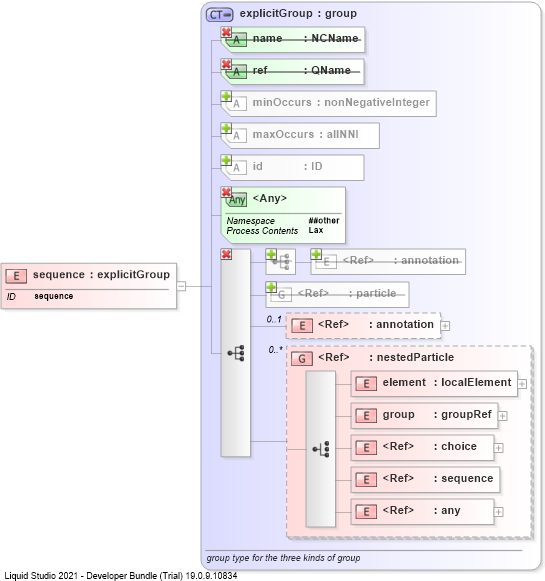 CT explicitGroup : group
A name : NCName
A ref : QName
A minOccurs : nonNegativeInteger
A maxOccurs : allNNI
A id : ID
Any <Any>
Namespace ##other
Process Contents Lax
E sequence : explicitGroup
ID sequence
E <Ref> : annotation
G <Ref> : particle
0..1
E <Ref> : annotation
0..*
G <Ref> : nestedParticle
E element : localElement
E group : groupRef
E <Ref> : choice
E <Ref> : sequence
E <Ref> : any
group type for the three kinds of group
Liquid Studio 2021 - Developer Bundle (Trial) 19.0.9.10834